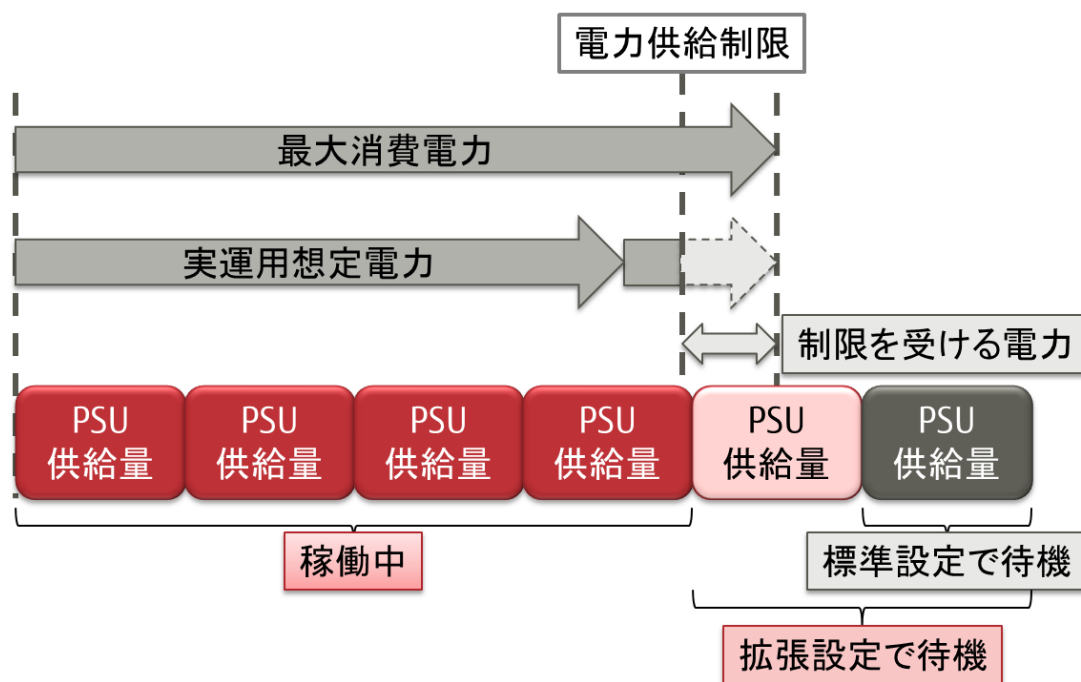 電力供給制限
最大消費電力
実運用想定電力
制限を受ける電力
PSU
供給量
PSU
供給量
PSU
供給量
PSU
供給量
PSU
供給量
PSU
供給量
稼働中
標準設定で待機
拡張設定で待機